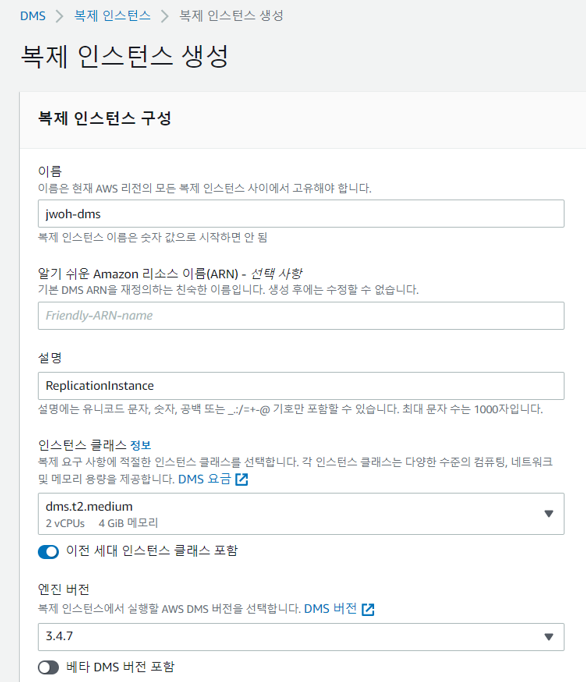 DMS > 복제 인스턴스 > 복제 인스턴스 생성
복제 인스턴스 생성
복제 인스턴스 구성
이름
이름은 현재 AWS 리전의 모든 복제 인스턴스 사이에서 고유해야 합니다.
jwoh-dms
복제 인스턴스 이름은 숫자 값으로 시작하면 안 됨
알기 쉬운 Amazon 리소스 이름(ARN) - 선택 사항
기본 DMS ARN을 재정의하는 친숙한 이름입니다. 생성 후에는 수정할 수 없습니다.
Friendly-ARN-name
설명
ReplicationInstance
설명에는 유니코드 문자, 숫자, 공백 또는 _.:/=+-@ 기호만 포함할 수 있습니다. 최대 문자 수는 1000자입니다.
인스턴스 클래스 정보
복제 요구 사항에 적절한 인스턴스 클래스를 선택합니다. 각 인스턴스 클래스는 다양한 수준의 컴퓨팅, 네트워크
및 메모리 용량을 제공합니다. DMS 요금
dms.t2.medium
2 vCPUs 4 GiB 메모리
이전 세대 인스턴스 클래스 포함
엔진 버전
복제 인스턴스에서 실행할 AWS DMS 버전을 선택합니다. DMS 버전
3.4.7
베타 DMS 버전 포함